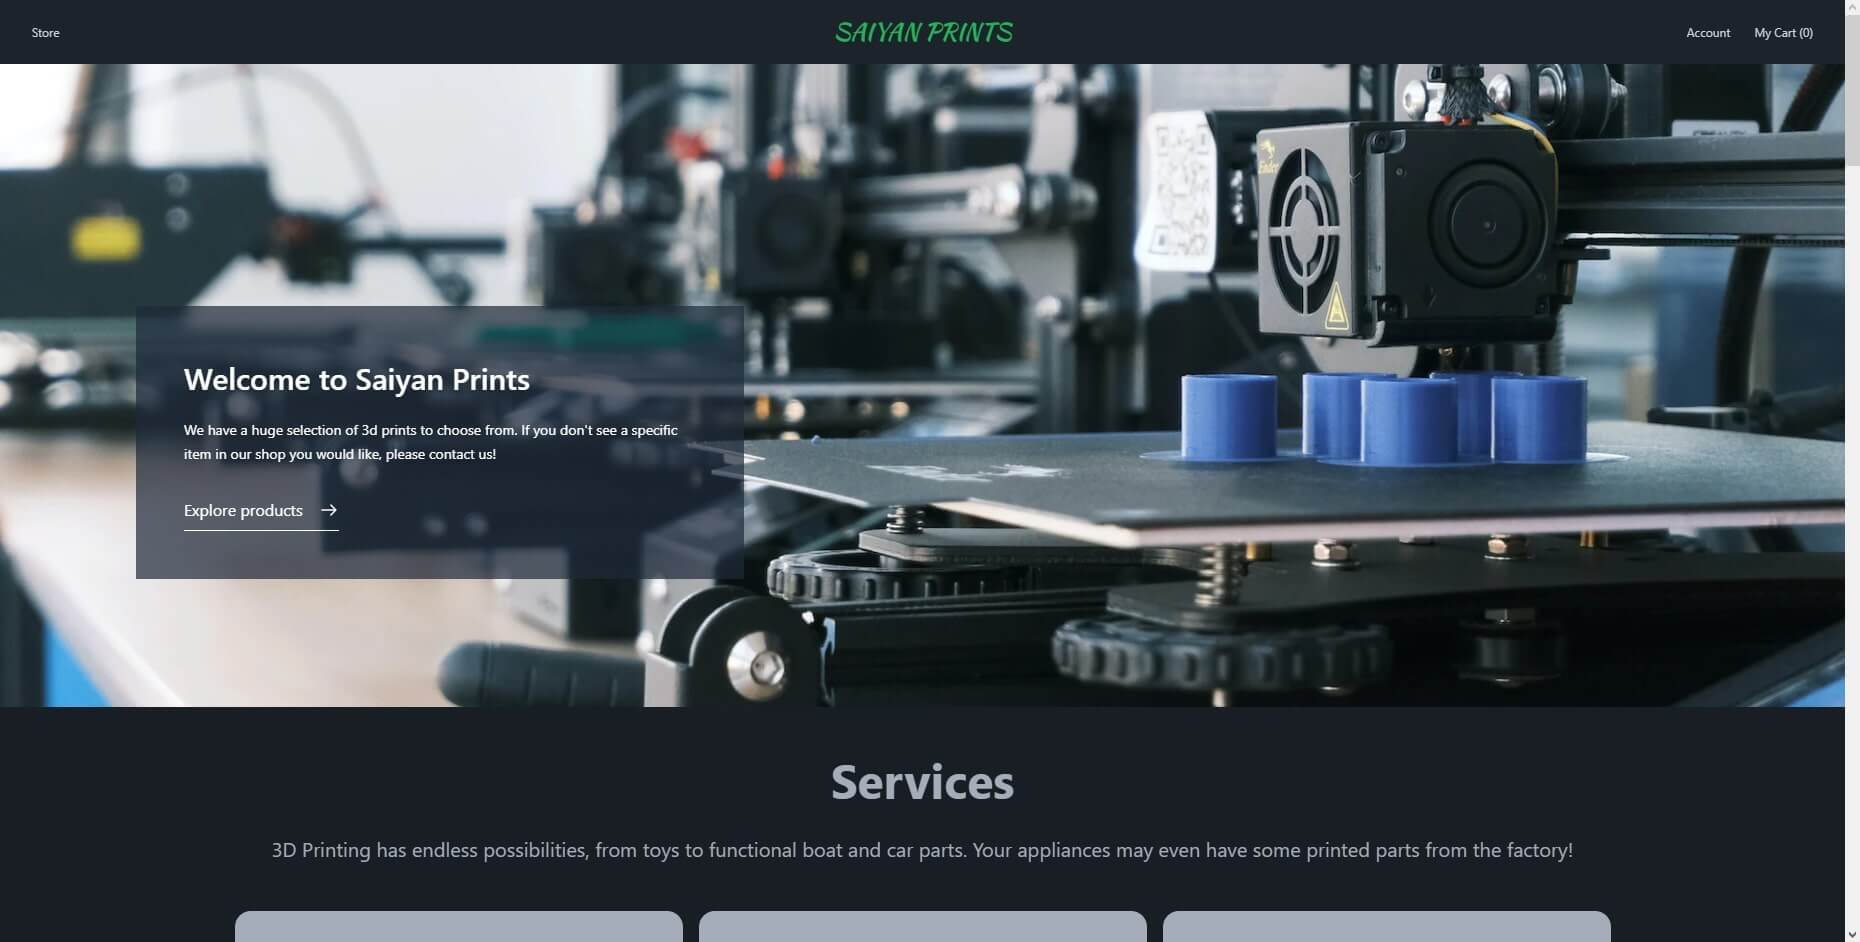 Store
SAIYAN PRINTS
Account
My Cart (0)
Ender
Welcome to Saiyan Prints
We have a huge selection of 3d prints to choose from. If you don't see a specific
item in our shop you would like, please contact us!
Explore products
Services
3D Printing has endless possibilities, from toys to functional boat and car parts. Your appliances may even have some printed parts from the factory!